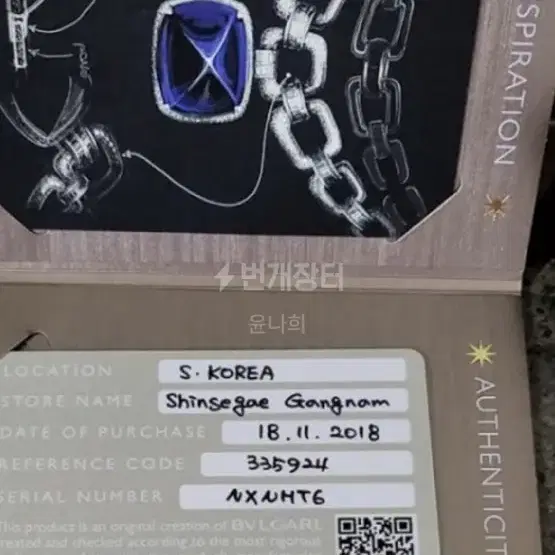 SPIRATION
번개장터
윤나희
AUTHENTICIT
LOCATION S. KOREA
STORE NAME Shinsegae Gangnam
DATE OF PURCHASE 18.11.2018
REFERENCE CODE 335924
SERIAL NUMBER NXNHT6
This product is an original creation of BVLGARI
created and checked according to the most rigorous